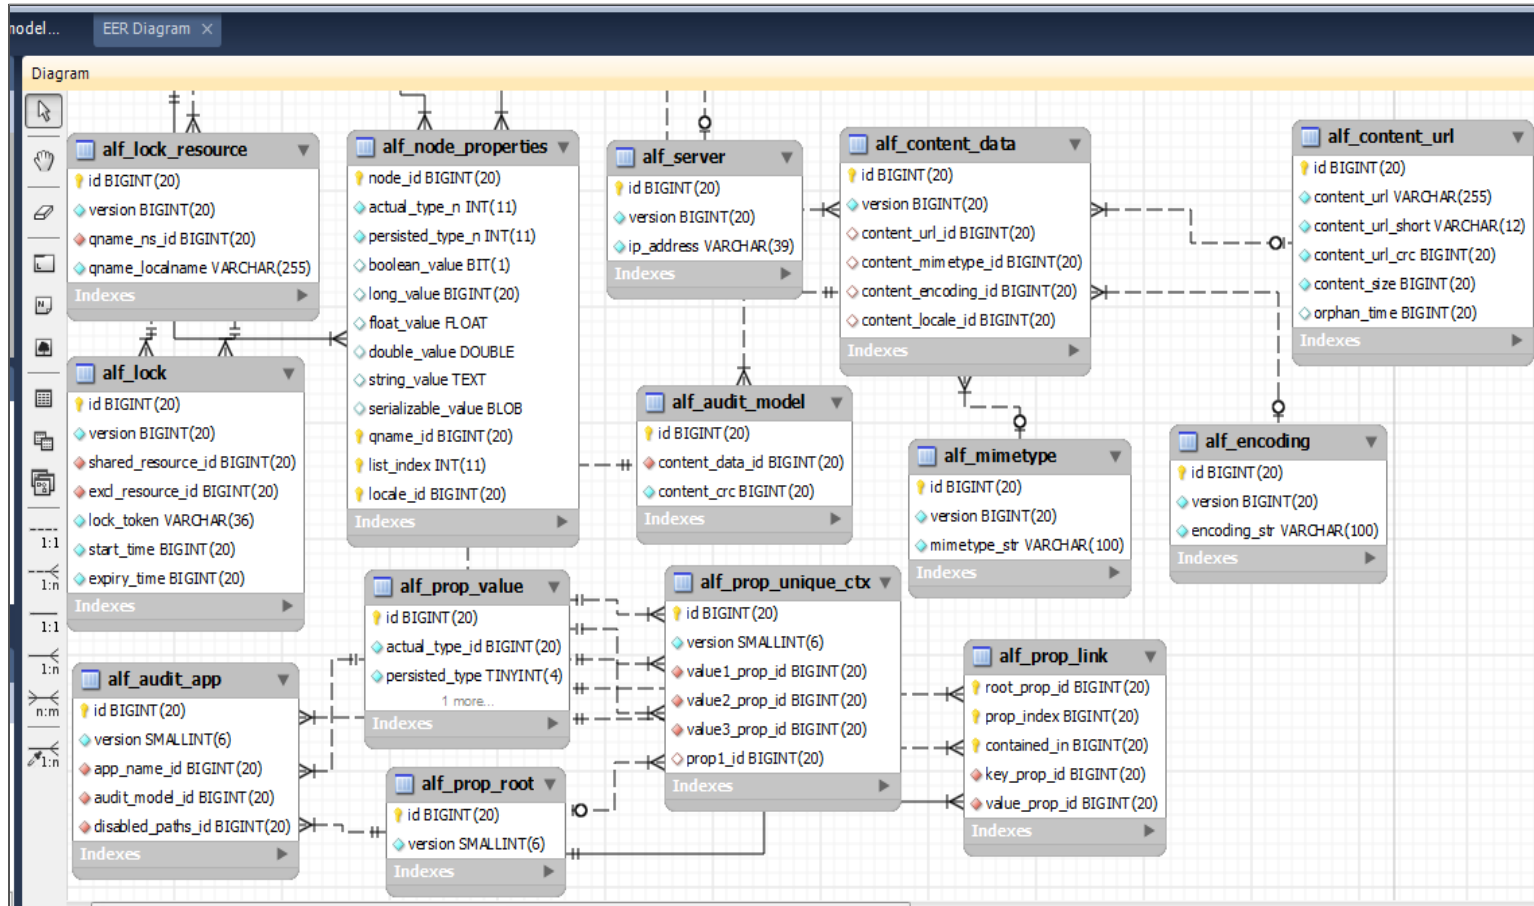 nodel...
EER Diagram ×
Diagram
1:1
1:n
1:1
1:n
n:m
1:n
alf_lock_resource
id BIGINT(20)
version BIGINT(20)
qname_ns_id BIGINT(20)
qname_localname VARCHAR(255)
Indexes
alf_node_properties
node_id BIGINT(20)
actual_type_n INT(11)
persisted_type_n INT(11)
boolean_value BIT(1)
long_value BIGINT(20)
float_value FLOAT
double_value DOUBLE
string_value TEXT
serializable_value BLOB
qname_id BIGINT(20)
list_index INT(11)
locale_id BIGINT(20)
Indexes
alf_server
id BIGINT(20)
version BIGINT(20)
ip_address VARCHAR(39)
Indexes
alf_content_data
id BIGINT(20)
version BIGINT(20)
content_url_id BIGINT(20)
content_mimetype_id BIGINT(20)
content_encoding_id BIGINT(20)
content_locale_id BIGINT(20)
Indexes
alf_content_url
id BIGINT(20)
content_url VARCHAR(255)
content_url_short VARCHAR(12)
content_url_crc BIGINT(20)
content_size BIGINT(20)
orphan_time BIGINT(20)
Indexes
alf_lock
id BIGINT(20)
version BIGINT(20)
shared_resource_id BIGINT(20)
excl_resource_id BIGINT(20)
lock_token VARCHAR(36)
start_time BIGINT(20)
expiry_time BIGINT(20)
Indexes
alf_audit_model
id BIGINT(20)
content_data_id BIGINT(20)
content_crc BIGINT(20)
Indexes
alf_mimetype
id BIGINT(20)
version BIGINT(20)
mimetype_str VARCHAR(100)
Indexes
alf_encoding
id BIGINT(20)
version BIGINT(20)
encoding_str VARCHAR(100)
Indexes
alf_prop_value
id BIGINT(20)
actual_type_id BIGINT(20)
persisted_type TINYINT(4)
1 more...
Indexes
alf_prop_unique_ctx
id BIGINT(20)
version SMALLINT(6)
value1_prop_id BIGINT(20)
value2_prop_id BIGINT(20)
value3_prop_id BIGINT(20)
prop1_id BIGINT(20)
Indexes
alf_prop_link
root_prop_id BIGINT(20)
prop_index BIGINT(20)
contained_in BIGINT(20)
key_prop_id BIGINT(20)
value_prop_id BIGINT(20)
Indexes
alf_audit_app
id BIGINT(20)
version SMALLINT(6)
app_name_id BIGINT(20)
audit_model_id BIGINT(20)
disabled_paths_id BIGINT(20)
Indexes
alf_prop_root
id BIGINT(20)
version SMALLINT(6)
Indexes